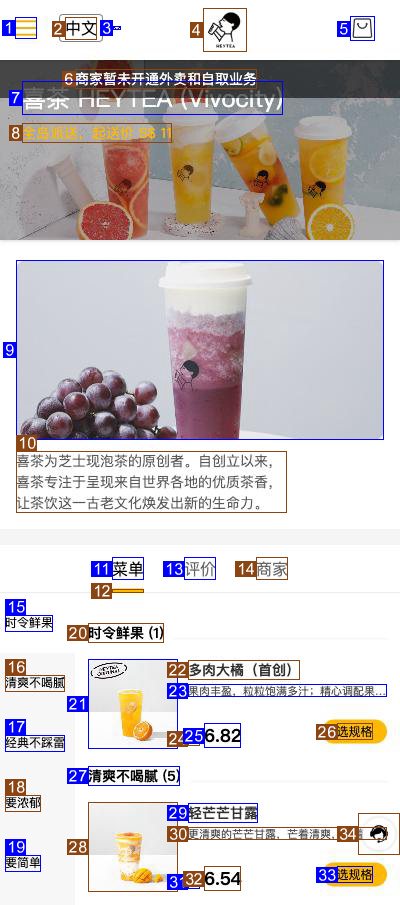 1 2 中文 3 4 5
HEYTEA
6 商家暂未开通外卖和自取业务
7 喜茶 HEYTEA (Vivocity)
8 全岛派送，起送价 S$ 11
9
10
喜茶为芝士现泡茶的原创者。自创立以来，
喜茶专注于呈现来自世界各地的优质茶香，
让茶饮这一古老文化焕发出新的生命力。
11 菜单 13 评价 14 商家
12
15
时令鲜果
20 时令鲜果 (1)
16
清爽不喝腻
22 多肉大橘（首创）
23 果肉丰盈，粒粒饱满多汁；精心调配果...
21
17
经典不踩雷
24 25 6.82
26 选规格
27 清爽不喝腻 (5)
18
要浓郁
29 轻芒芒甘露
30 更清爽的芒芒甘露，芒着清爽，
34
28
19
要简单
31 32 6.54
33 选规格